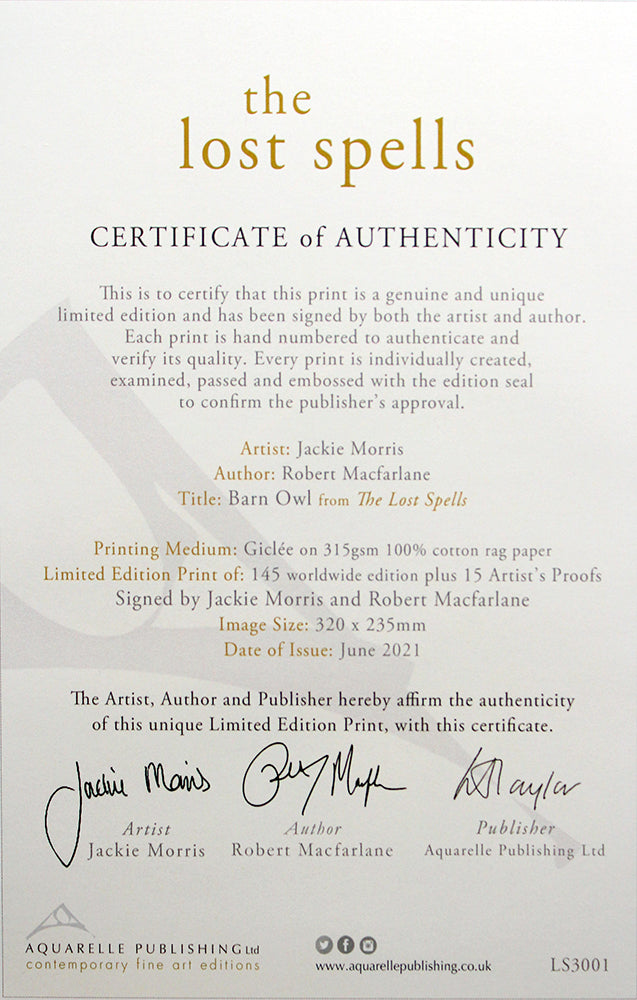 the
lost spells
CERTIFICATE of AUTHENTICITY
This is to certify that this print is a genuine and unique
limited edition and has been signed by both the artist and author.
Each print is hand numbered to authenticate and
verify its quality. Every print is individually created,
examined, passed and embossed with the edition seal
to confirm the publisher's approval.
Artist: Jackie Morris
Author: Robert Macfarlane
Title: Barn Owl from The Lost Spells
Printing Medium: Giclée on 315gsm 100% cotton rag paper
Limited Edition Print of: 145 worldwide edition plus 15 Artist's Proofs
Signed by Jackie Morris and Robert Macfarlane
Image Size: 320 x 235mm
Date of Issue: June 2021
The Artist, Author and Publisher hereby affirm the authenticity
of this unique Limited Edition Print, with this certificate.
Jackie Morris
Artist Author Publisher
Jackie Morris Robert Macfarlane Aquarelle Publishing Ltd
AQUARELLE PUBLISHING Ltd
contemporary fine art editions
www.aquarellepublishing.co.uk LS3001